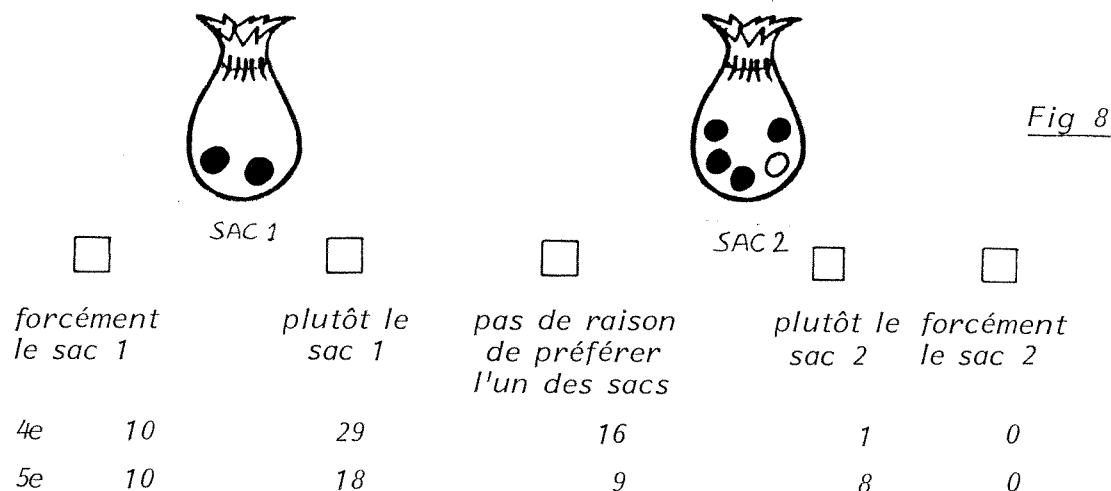 Fig 8
SAC 1
SAC 2
forcément plutôt le pas de raison plutôt le forcément
le sac 1 sac 1 de préférer sac 2 le sac 2
l'un des sacs
4e 10 29 16 1 0
5e 10 18 9 8 0